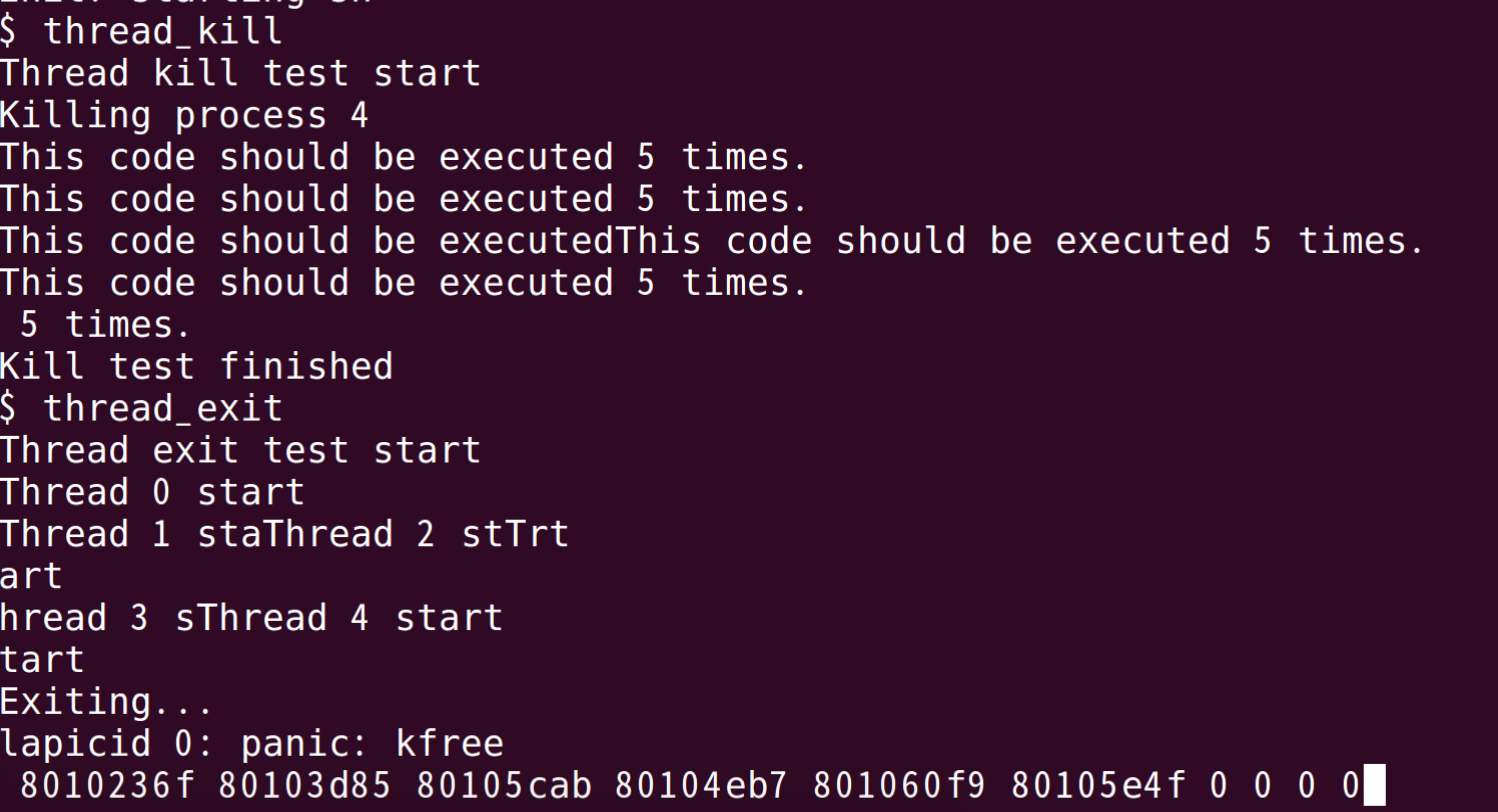 $ thread_kill
Thread kill test start
Killing process 4
This code should be executed 5 times.
This code should be executed 5 times.
This code should be executedThis code should be executed 5 times.
This code should be executed 5 times.
 5 times.
Kill test finished
$ thread_exit
Thread exit test start
Thread 0 start
Thread 1 staThread 2 stTrt
art
hread 3 sThread 4 start
tart
Exiting...
lapicid 0: panic: kfree
 8010236f 80103d85 80105cab 80104eb7 801060f9 80105e4f 0 0 0 0